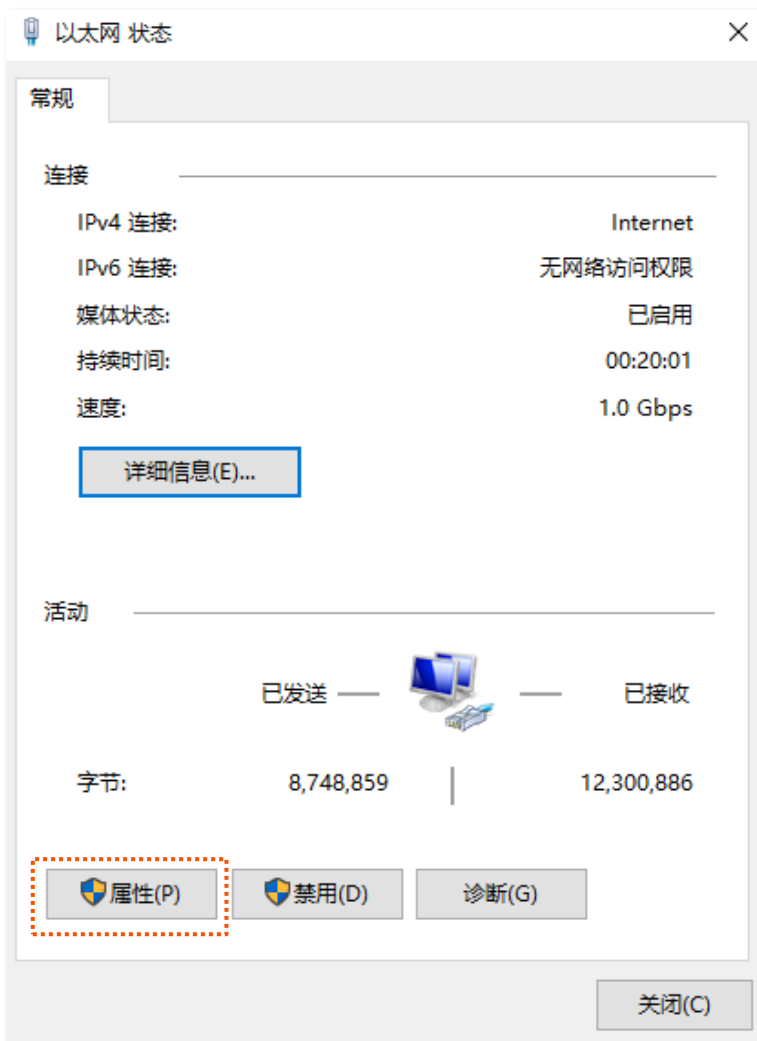 以太网 状态
常规
连接
IPv4 连接: Internet
IPv6 连接: 无网络访问权限
媒体状态: 已启用
持续时间: 00:20:01
速度: 1.0 Gbps
详细信息(E)...
活动
已发送 — — 已接收
字节: 8,748,859 12,300,886
属性(P) 禁用(D) 诊断(G)
关闭(C)